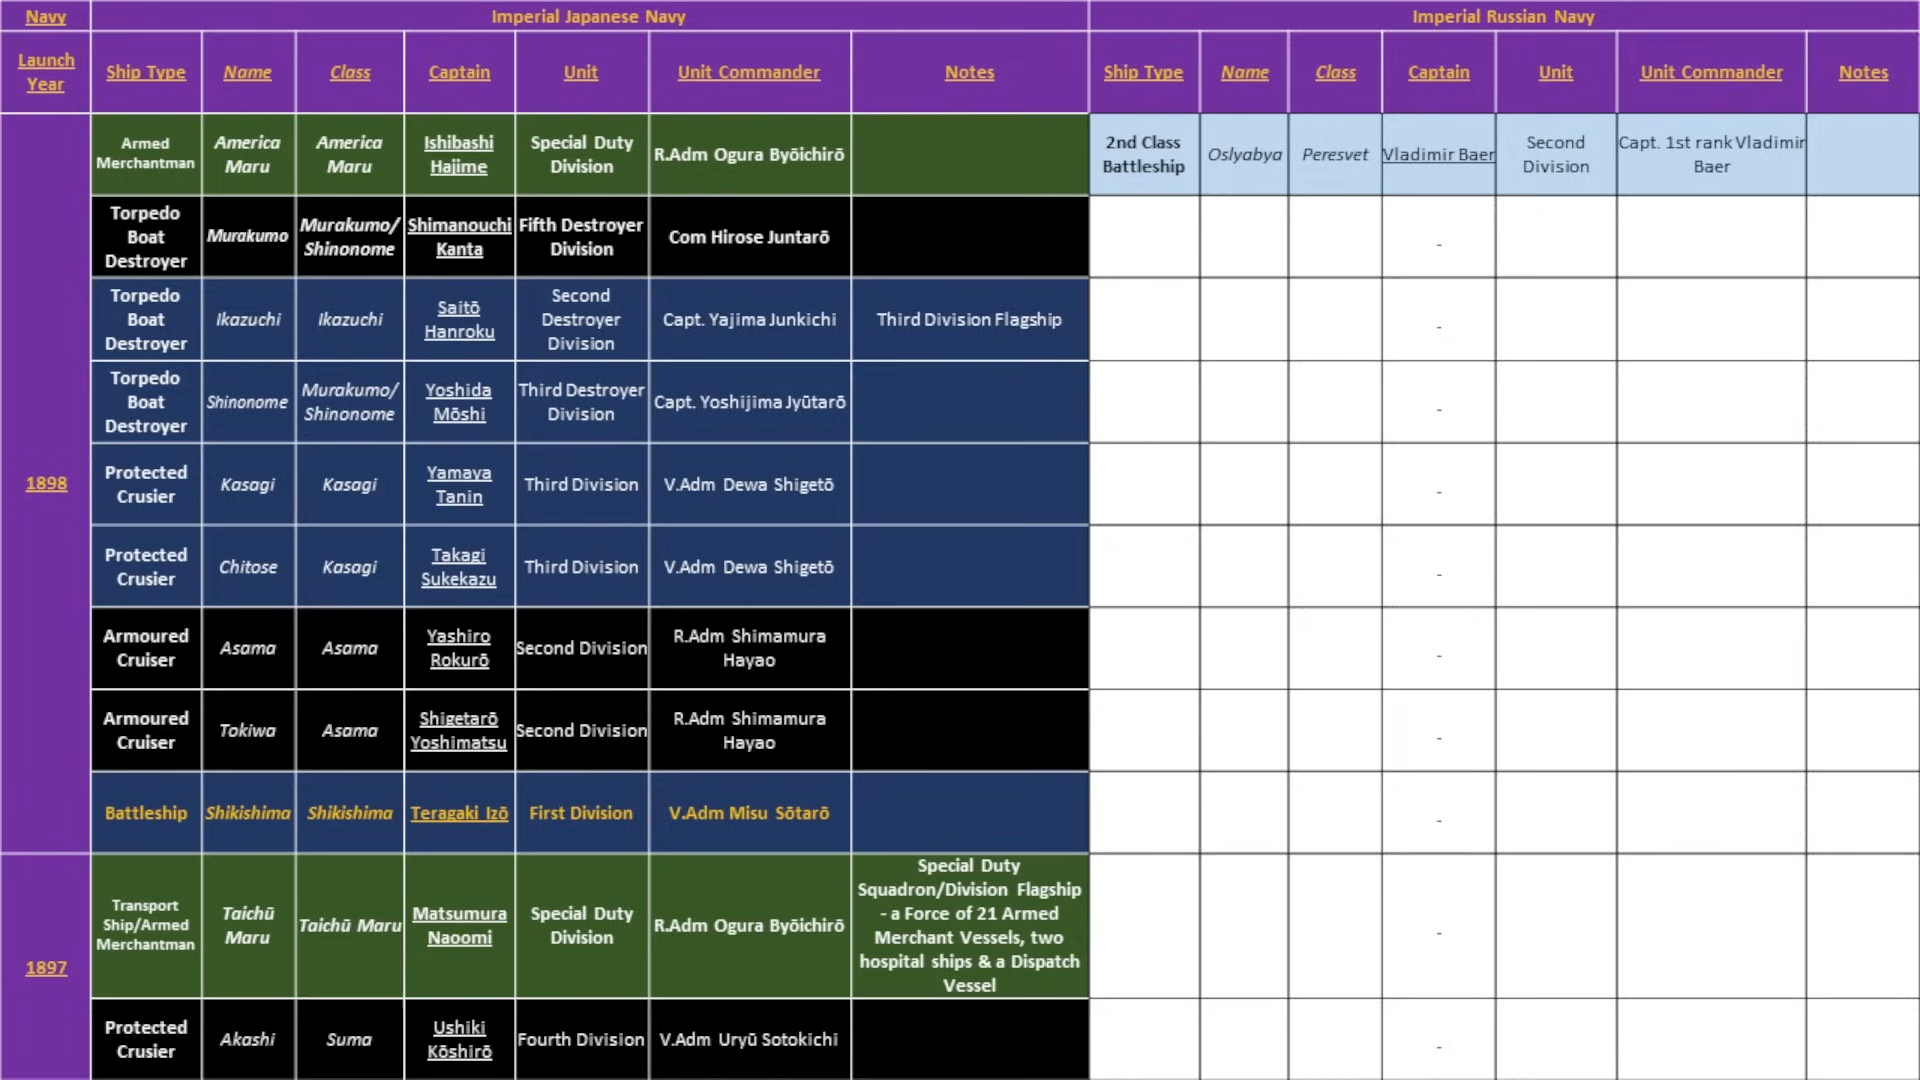 Navy
Imperial Japanese Navy
Imperial Russian Navy
Launch
Year
Ship Type
Name
Class
Captain
Unit
Unit Commander
Notes
Ship Type
Name
Class
Captain
Unit
Unit Commander
Notes
1898
Armed
Merchantman
America
Maru
America
Maru
Ishibashi
Hajime
Special Duty
Division
R.Adm Ogura Byōichirō
2nd Class
Battleship
Oslyabya
Peresvet
Vladimir Baer
Second
Division
Capt. 1st rank Vladimir
Baer
Torpedo
Boat
Destroyer
Murakumo
Murakumo/
Shinonome
Shimanouchi
Kanta
Fifth Destroyer
Division
Com Hirose Juntarō
-
Torpedo
Boat
Destroyer
Ikazuchi
Ikazuchi
Saitō
Hanroku
Second
Destroyer
Division
Capt. Yajima Junkichi
Third Division Flagship
-
Torpedo
Boat
Destroyer
Shinonome
Murakumo/
Shinonome
Yoshida
Mōshi
Third Destroyer
Division
Capt. Yoshijima Jyūtarō
-
Protected
Crusier
Kasagi
Kasagi
Yamaya
Tanin
Third Division
V.Adm Dewa Shigetō
-
Protected
Crusier
Chitose
Kasagi
Takagi
Sukekazu
Third Division
V.Adm Dewa Shigetō
-
Armoured
Cruiser
Asama
Asama
Yashiro
Rokurō
Second Division
R.Adm Shimamura
Hayao
-
Armoured
Cruiser
Tokiwa
Asama
Shigetarō
Yoshimatsu
Second Division
R.Adm Shimamura
Hayao
-
Battleship
Shikishima
Shikishima
Teragaki Izō
First Division
V.Adm Misu Sōtarō
-
1897
Transport
Ship/Armed
Merchantman
Taichū
Maru
Taichū Maru
Matsumura
Naoomi
Special Duty
Division
R.Adm Ogura Byōichirō
Special Duty
Squadron/Division Flagship
- a Force of 21 Armed
Merchant Vessels, two
hospital ships & a Dispatch
Vessel
-
Protected
Crusier
Akashi
Suma
Ushiki
Kōshirō
Fourth Division
V.Adm Uryū Sotokichi
-